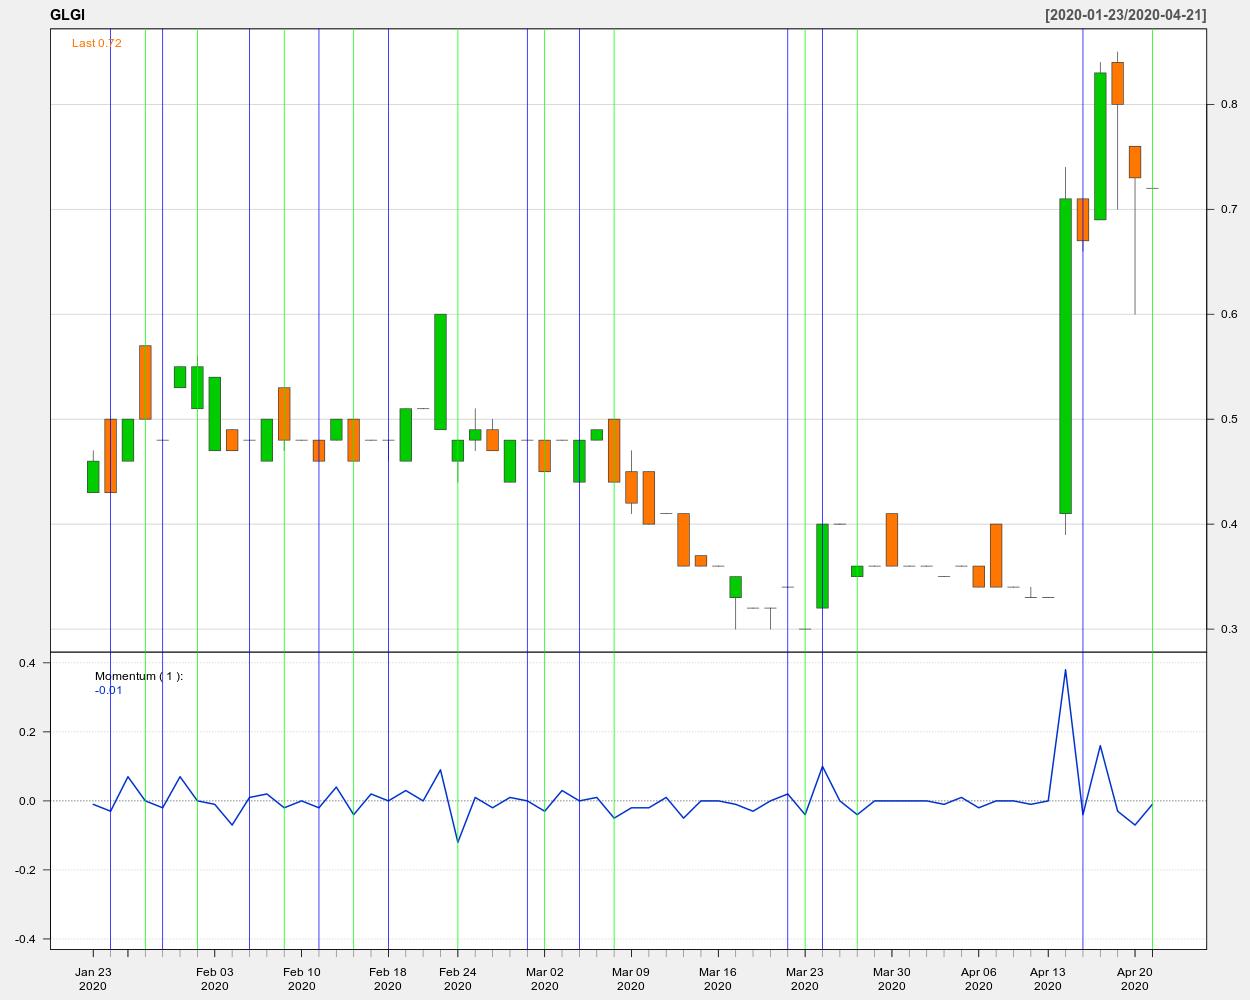 GLGI [2020-01-23/2020-04-21]
Last 0.72
0.8
0.7
0.6
0.5
0.4
0.3
0.4
Momentum ( 1 ):
-0.01
0.2
0.0
-0.2
-0.4
Jan 23 Feb 03 Feb 10 Feb 18 Feb 24 Mar 02 Mar 09 Mar 16 Mar 23 Mar 30 Apr 06 Apr 13 Apr 20
2020 2020 2020 2020 2020 2020 2020 2020 2020 2020 2020 2020 2020